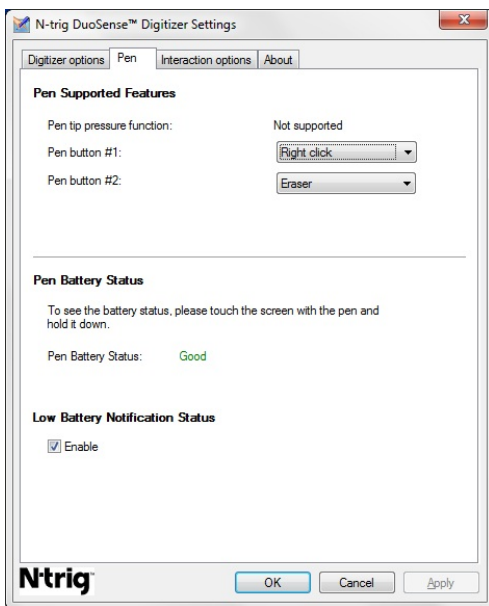 N-trig DuoSense™ Digitizer Settings
Digitizer options Pen Interaction options About
Pen Supported Features
Pen tip pressure function: Not supported
Pen button #1: Right click
Pen button #2: Eraser
Pen Battery Status
To see the battery status, please touch the screen with the pen and
hold it down.
Pen Battery Status: Good
Low Battery Notification Status
Enable
N-trig™ OK Cancel Apply